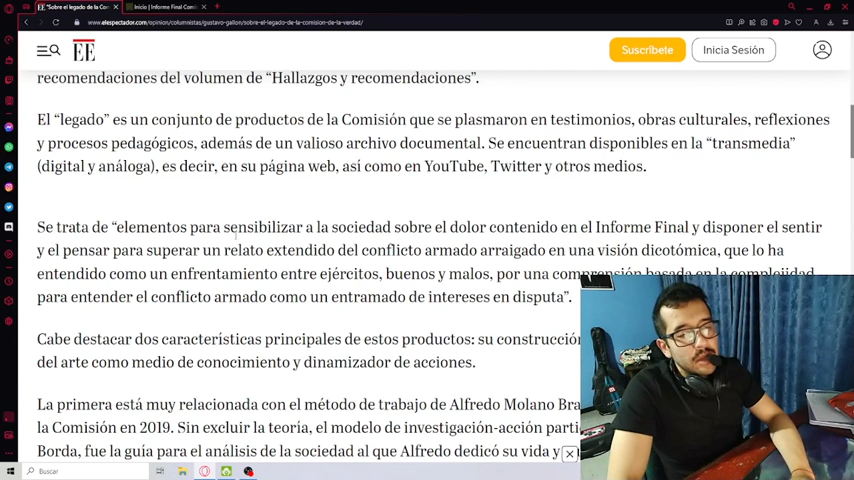 "Sobre el legado de la Com
Inicio | Informe Final Comi
www.elespectador.com/opinion/columnistas/gustavo-gallon/sobre-el-legado-de-la-comision-de-la-verdad/
EE
Suscríbete
Inicia Sesión
recomendaciones del volumen de “Hallazgos y recomendaciones”.
El “legado” es un conjunto de productos de la Comisión que se plasmaron en testimonios, obras culturales, reflexiones
y procesos pedagógicos, además de un valioso archivo documental. Se encuentran disponibles en la “transmedia”
(digital y análoga), es decir, en su página web, así como en YouTube, Twitter y otros medios.
Se trata de “elementos para sensibilizar a la sociedad sobre el dolor contenido en el Informe Final y disponer el sentir
y el pensar para superar un relato extendido del conflicto armado arraigado en una visión dicotómica, que lo ha
entendido como un enfrentamiento entre ejércitos, buenos y malos, por una comprensión basada en la complejidad
para entender el conflicto armado como un entramado de intereses en disputa”.
Cabe destacar dos características principales de estos productos: su construcción
del arte como medio de conocimiento y dinamizador de acciones.
La primera está muy relacionada con el método de trabajo de Alfredo Molano Bra
la Comisión en 2019. Sin excluir la teoría, el modelo de investigación-acción parti
Borda, fue la guía para el análisis de la sociedad al que Alfredo dedicó su vida y
Buscar